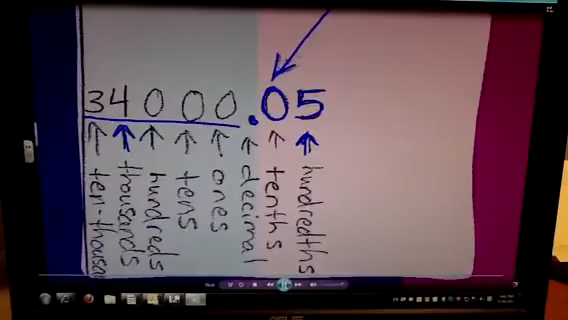 34000.05
ten-thousa
thousands
hundreds
tens
ones
decimal
tenths
hundredths